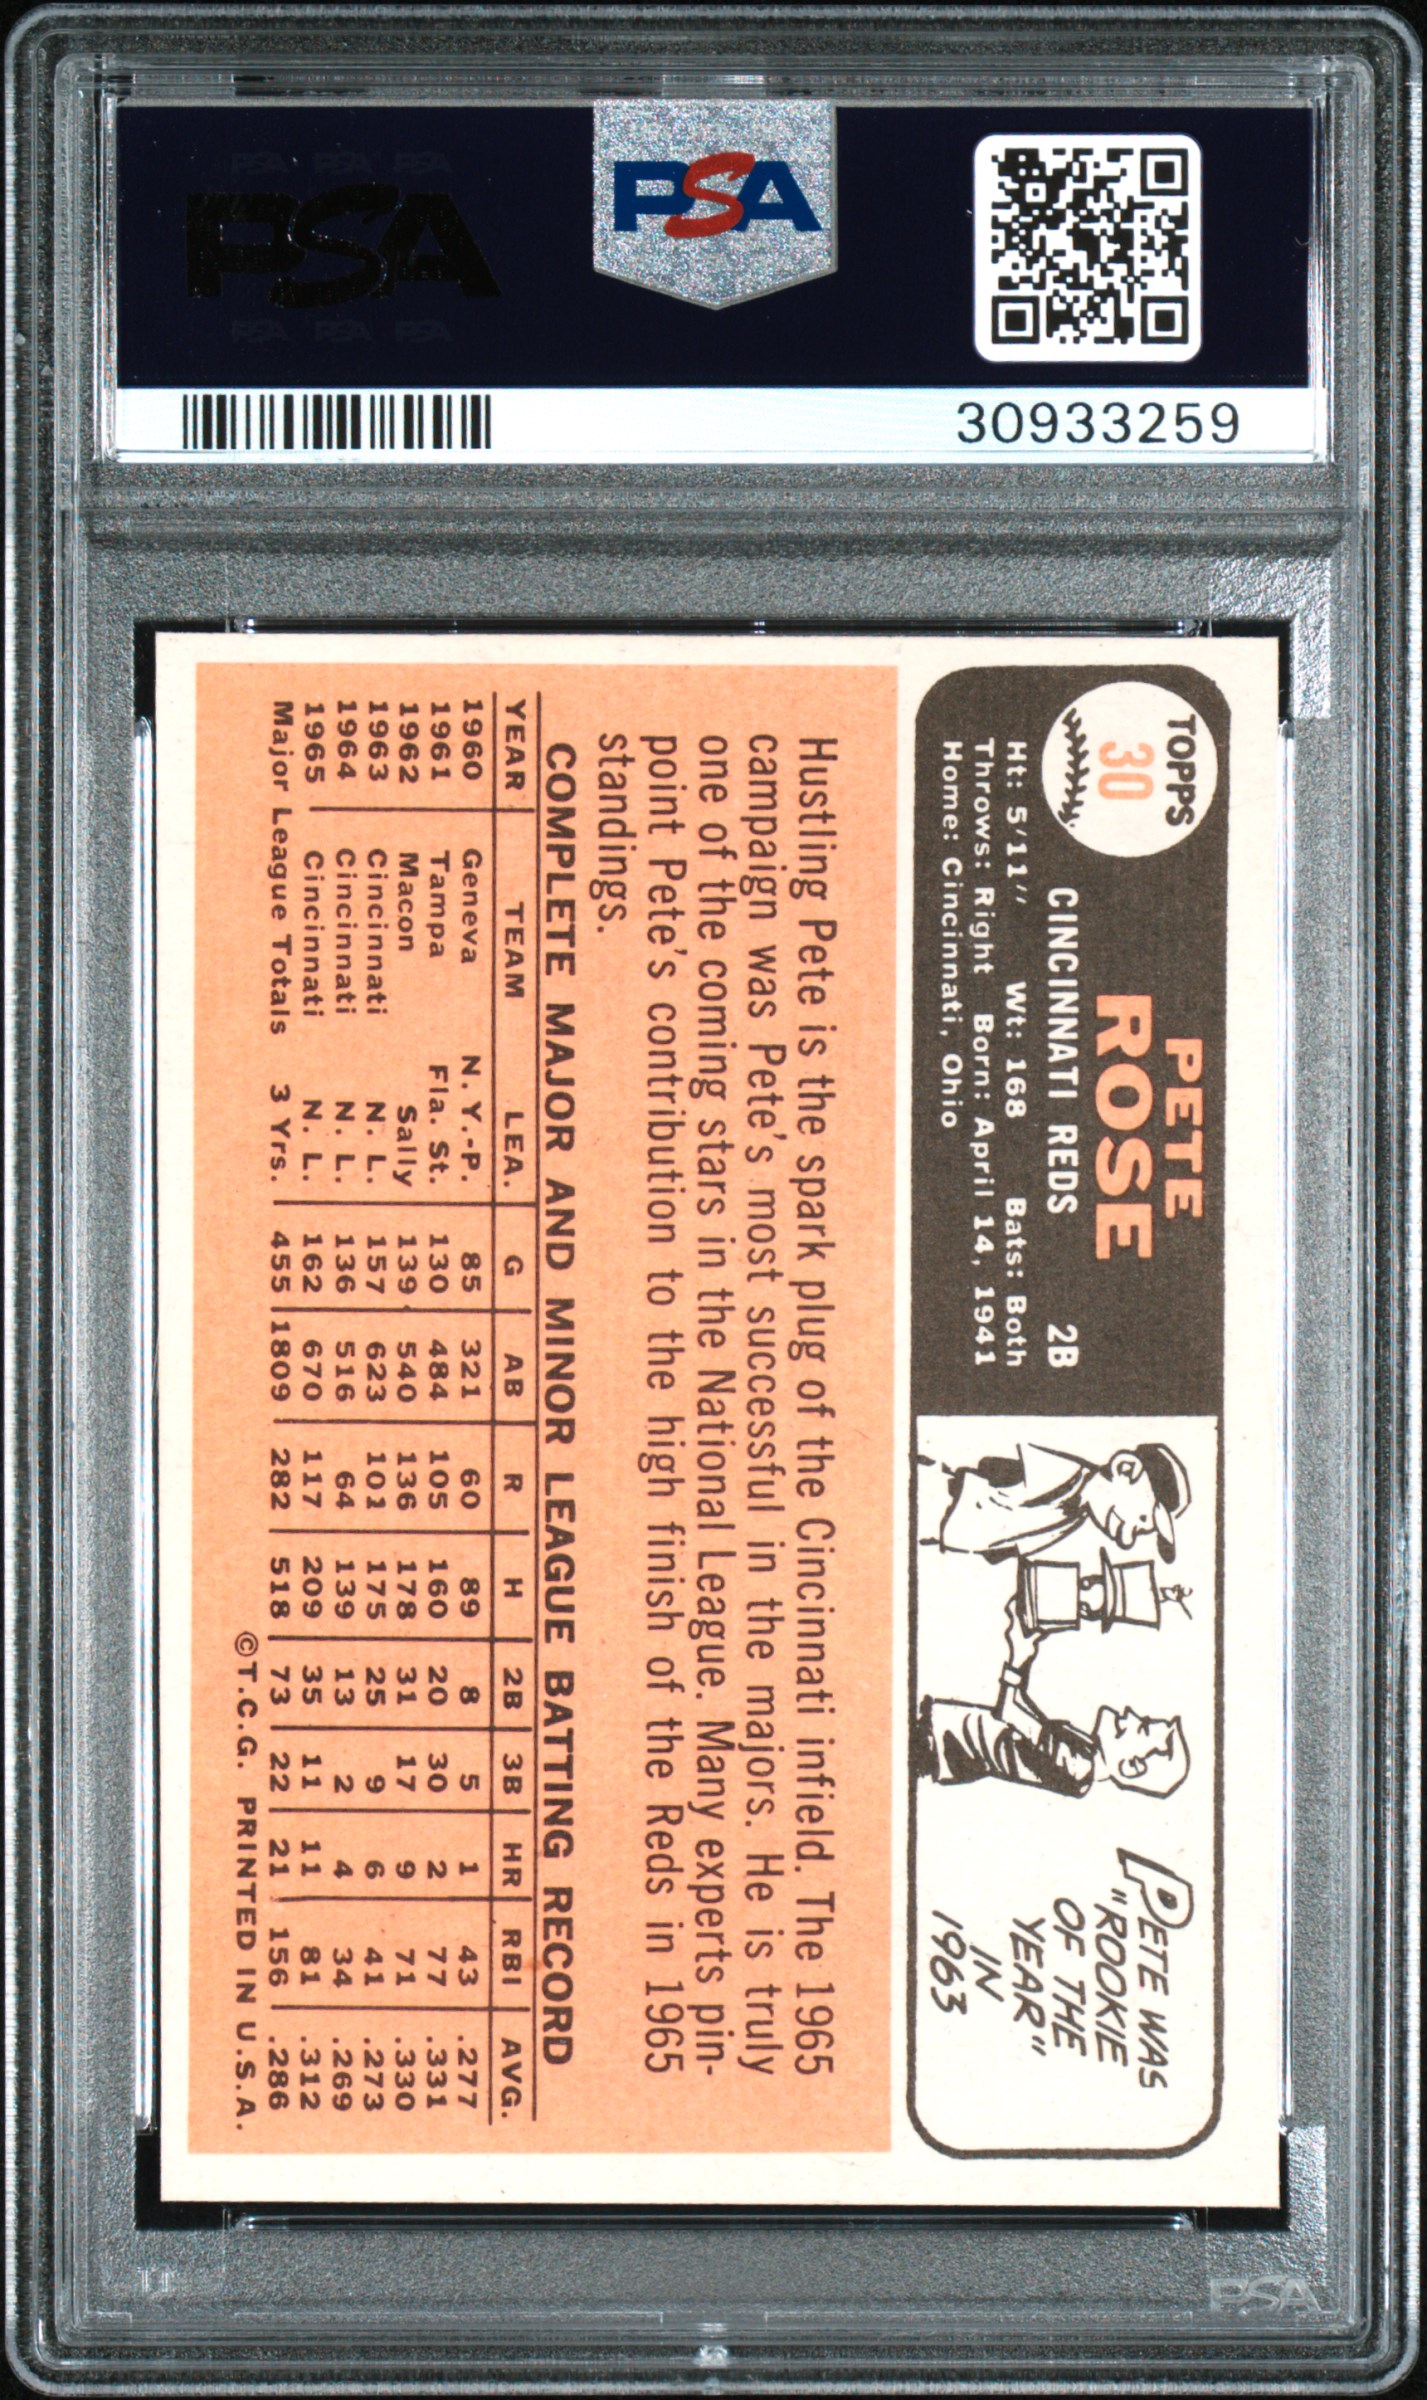 PSA PSA PSA
PSA
PSA PSA PSA
PSA
30933259
TOPPS
30
PETE
ROSE
CINCINNATI REDS 2B
Ht: 5'11" Wt: 168 Bats: Both
Throws: Right Born: April 14, 1941
Home: Cincinnati, Ohio
PETE WAS
"ROOKIE
OF THE
YEAR"
IN
1963
Hustling Pete is the spark plug of the Cincinnati infield. The 1965
campaign was Pete's most successful in the majors. He is truly
one of the coming stars in the National League. Many experts pin-
point Pete's contribution to the high finish of the Reds in 1965
standings.
COMPLETE MAJOR AND MINOR LEAGUE BATTING RECORD
YEAR TEAM LEA. G AB R H 2B 3B HR RBI AVG.
1960 Geneva N. Y.-P. 85 321 60 89 8 5 1 43 .277
1961 Tampa Fla. St. 130 484 105 160 20 30 2 77 .331
1962 Macon Sally 139 540 136 178 31 17 9 71 .330
1963 Cincinnati N. L. 157 623 101 175 25 9 6 41 .273
1964 Cincinnati N. L. 136 516 64 139 13 2 4 34 .269
1965 Cincinnati N. L. 162 670 117 209 35 11 11 81 .312
Major League Totals 3 Yrs. 455 1809 282 518 73 22 21 156 .286
©T.C.G. PRINTED IN U.S.A.
PSA